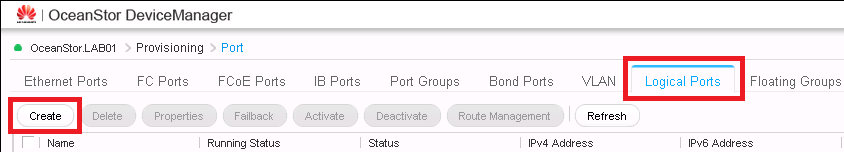 HUAWEI | OceanStor DeviceManager
OceanStor.LAB01 > Provisioning > Port
Ethernet Ports FC Ports FCoE Ports IB Ports Port Groups Bond Ports VLAN Logical Ports Floating Groups
Create Delete Properties Failback Activate Deactivate Route Management Refresh
Name Running Status Status IPv4 Address IPv6 Address